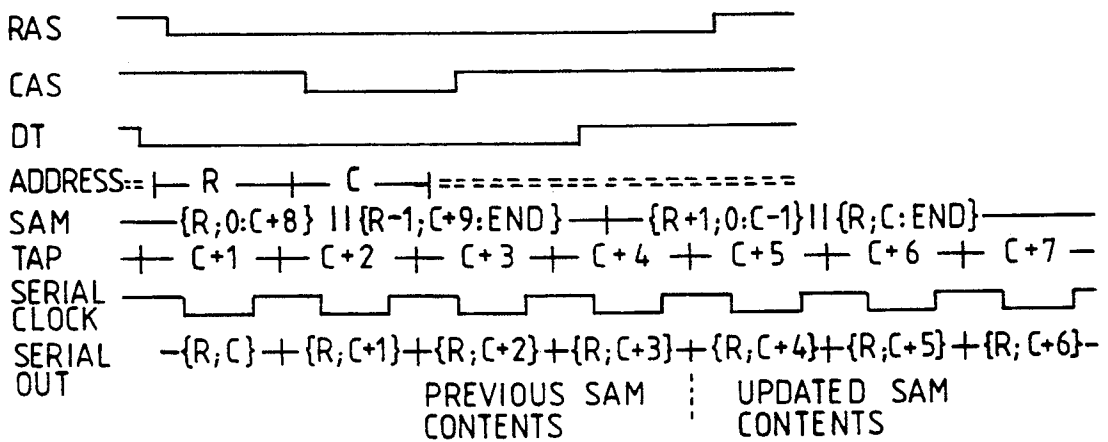 RAS
CAS
DT
ADDRESS R C
SAM {R;0:C+8} ||{R-1;C+9:END} {R+1;0:C-1}||{R;C:END}
TAP C+1 C+2 C+3 C+4 C+5 C+6 C+7
SERIAL
CLOCK
SERIAL {R;C} {R;C+1} {R;C+2} {R;C+3} {R;C+4} {R;C+5} {R;C+6}
OUT
PREVIOUS SAM UPDATED SAM
CONTENTS CONTENTS